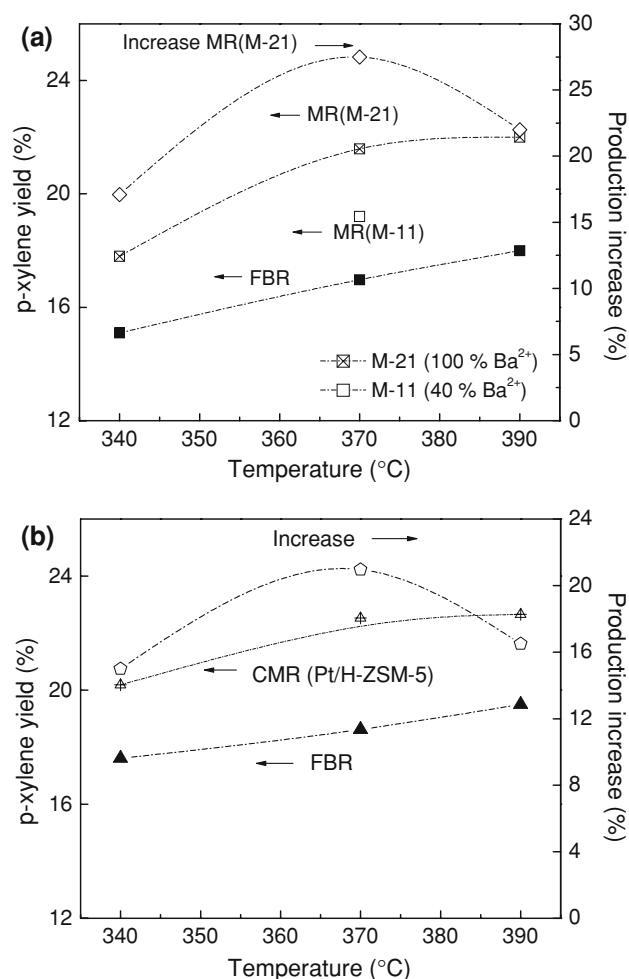 (a)
Increase MR(M-21)
MR(M-21)
MR(M-11)
FBR
M-21 (100 % Ba²⁺)
M-11 (40 % Ba²⁺)
p-xylene yield (%)
24
20
16
12
Production increase (%)
30
25
20
15
10
5
0
340 350 360 370 380 390
Temperature (°C)
(b)
Increase
CMR (Pt/H-ZSM-5)
FBR
p-xylene yield (%)
24
20
16
12
Production increase (%)
24
20
16
12
8
4
0
340 350 360 370 380 390
Temperature (°C)